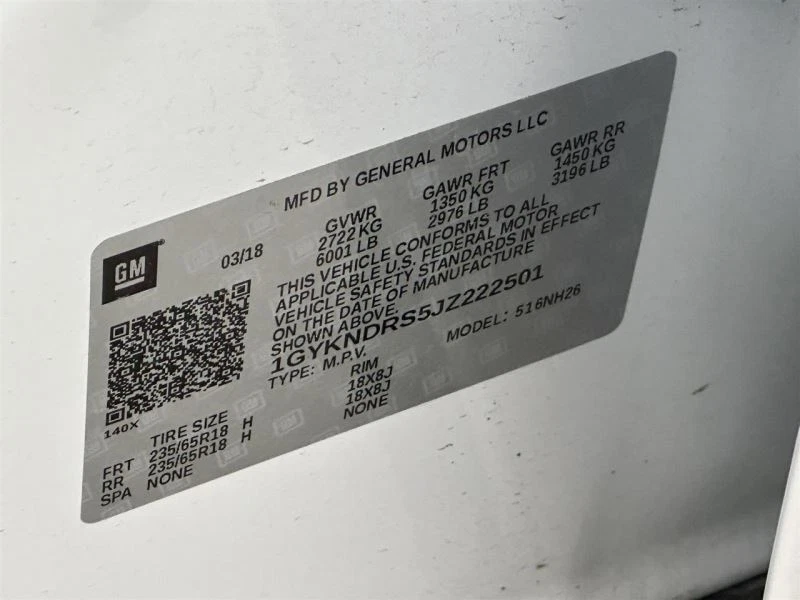 MFD BY GENERAL MOTORS LLC
GM
03/18
GVWR GAWR FRT GAWR RR
2722 KG 1350 KG 1450 KG
6001 LB 2976 LB 3196 LB
THIS VEHICLE CONFORMS TO ALL
APPLICABLE U.S. FEDERAL MOTOR
VEHICLE SAFETY STANDARDS IN EFFECT
ON THE DATE OF MANUFACTURE
SHOWN ABOVE.
1GYKNDRS5JZ222501
TYPE: M.P.V. MODEL: 516NH26
140X
TIRE SIZE RIM
FRT 235/65R18 H 18X8J
RR 235/65R18 H 18X8J
SPA NONE NONE